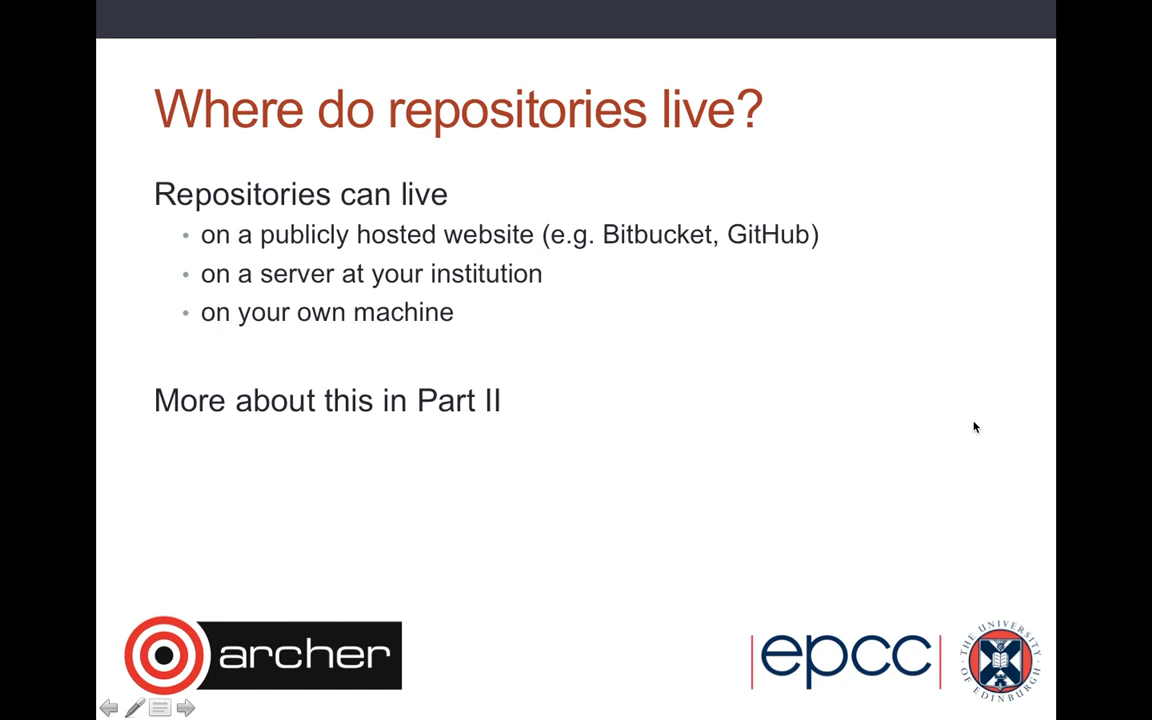 Where do repositories live?
Repositories can live
• on a publicly hosted website (e.g. Bitbucket, GitHub)
• on a server at your institution
• on your own machine
More about this in Part II
archer
epcc
THE UNIVERSITY OF EDINBURGH